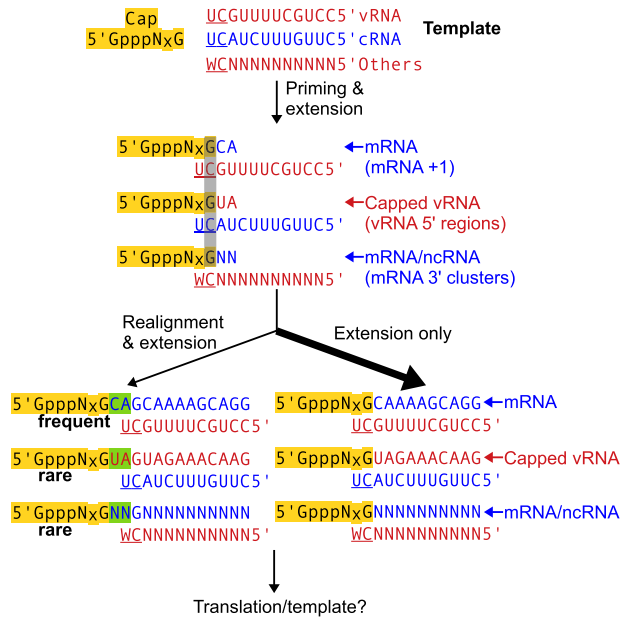 Cap
5'GpppNxG
UCGUUUUCGUCC5'vRNA
UCAUCUUUGUUC5'cRNA
WCNNNNNNNNNN5'Others
Template
Priming &
extension
5'GpppNxGCA
UCGUUUUCGUCC5'
mRNA
(mRNA +1)
5'GpppNxGUA
UCAUCUUUGUUC5'
Capped vRNA
(vRNA 5' regions)
5'GpppNxGNN
WCNNNNNNNNNN5'
mRNA/ncRNA
(mRNA 3' clusters)
Realignment
& extension
Extension only
5'GpppNxGCAGCAAAAGCAGG
frequent
UCGUUUUCGUCC5'
5'GpppNxGCAAAAGCAGG
mRNA
UCGUUUUCGUCC5'
5'GpppNxGUAGUAGAAACAAG
rare
UCAUCUUUGUUC5'
5'GpppNxGUAGAAACAAG
Capped vRNA
UCAUCUUUGUUC5'
5'GpppNxGNNGNNNNNNNNNN
rare
WCNNNNNNNNNN5'
5'GpppNxGNNNNNNNNNN
mRNA/ncRNA
WCNNNNNNNNNN5'
Translation/template?